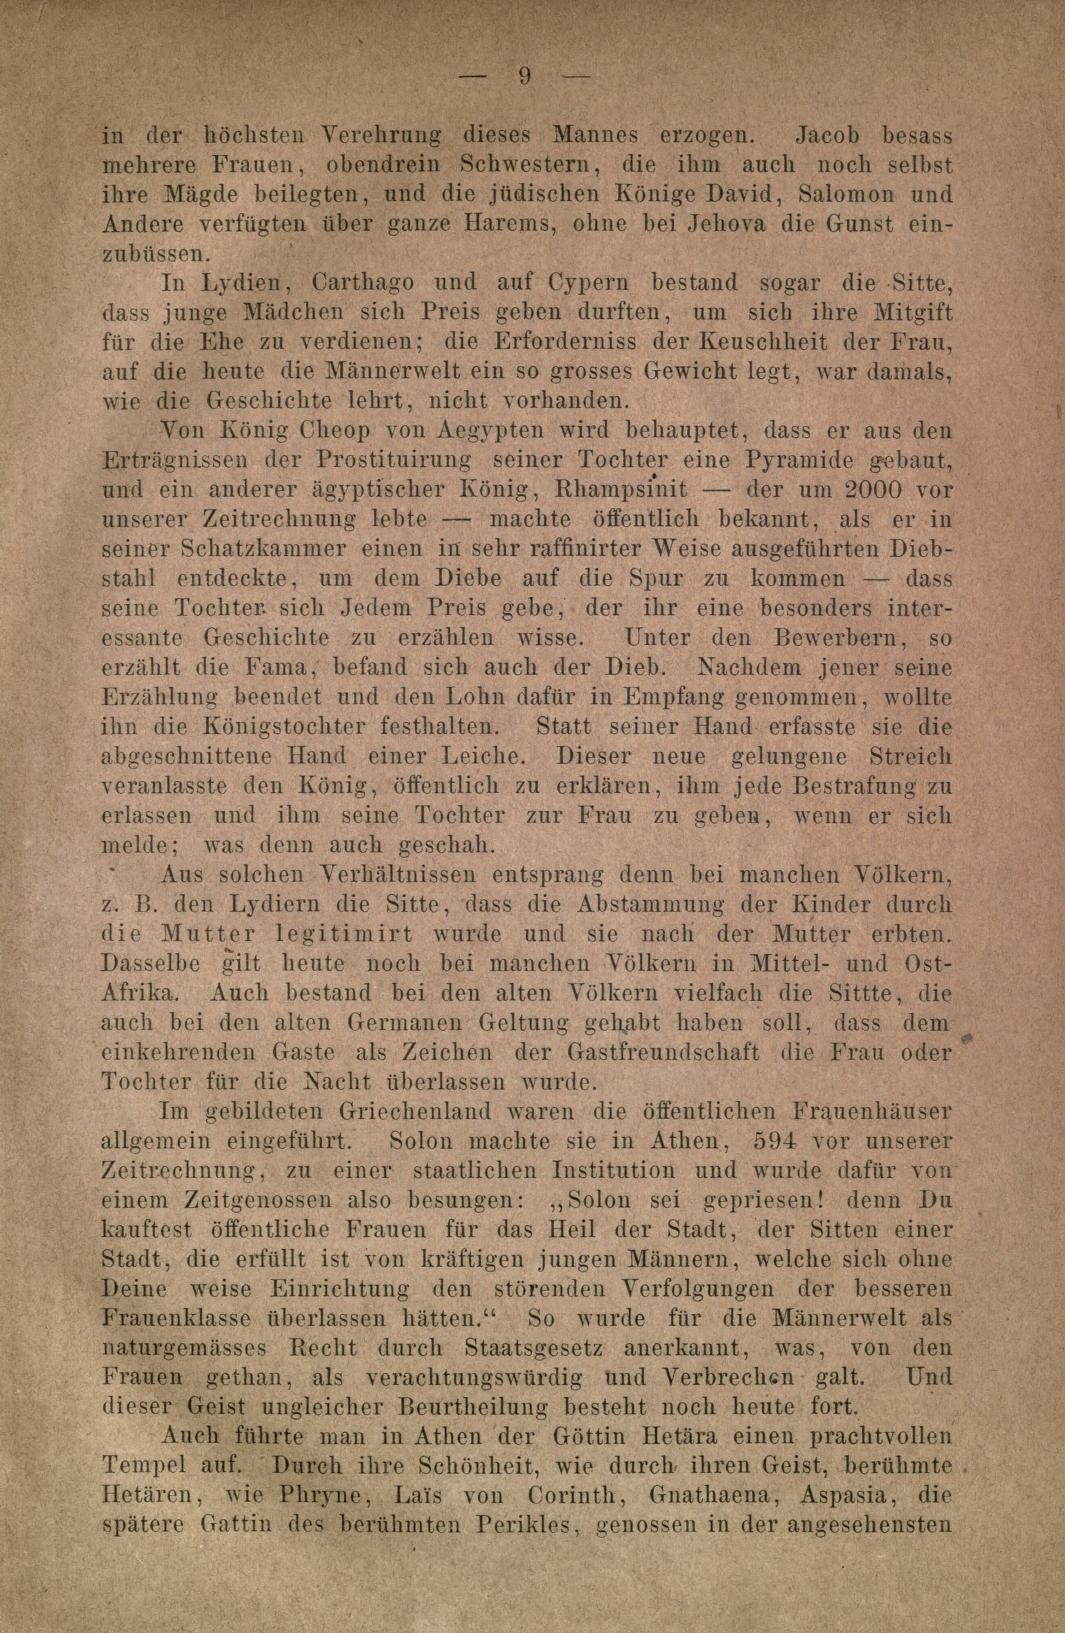 — 9 —
in der höchsten Verehrung dieses Mannes erzogen. Jacob besass
mehrere Frauen, obendrein Schwestern, die ihm auch noch selbst
ihre Mägde beilegten, und die jüdischen Könige David, Salomon und
Andere verfügten über ganze Harems, ohne bei Jehova die Gunst ein-
zubüssen.
In Lydien, Carthago und auf Cypern bestand sogar die Sitte,
dass junge Mädchen sich Preis geben durften, um sich ihre Mitgift
für die Ehe zu verdienen; die Erforderniss der Keuschheit der Frau,
auf die heute die Männerwelt ein so grosses Gewicht legt, war damals,
wie die Geschichte lehrt, nicht vorhanden.
Von König Cheop von Aegypten wird behauptet, dass er aus den
Erträgnissen der Prostituirung seiner Tochter eine Pyramide gebaut,
und ein anderer ägyptischer König, Rhampsinit — der um 2000 vor
unserer Zeitrechnung lebte — machte öffentlich bekannt, als er in
seiner Schatzkammer einen in sehr raffinirter Weise ausgeführten Dieb-
stahl entdeckte, um dem Diebe auf die Spur zu kommen — dass
seine Tochter sich Jedem Preis gebe, der ihr eine besonders inter-
essante Geschichte zu erzählen wisse. Unter den Bewerbern, so
erzählt die Fama, befand sich auch der Dieb. Nachdem jener seine
Erzählung beendet und den Lohn dafür in Empfang genommen, wollte
ihn die Königstochter festhalten. Statt seiner Hand erfasste sie die
abgeschnittene Hand einer Leiche. Dieser neue gelungene Streich
veranlasste den König, öffentlich zu erklären, ihm jede Bestrafung zu
erlassen und ihm seine Tochter zur Frau zu geben, wenn er sich
melde; was denn auch geschah.
Aus solchen Verhältnissen entsprang denn bei manchen Völkern,
z. B. den Lydiern die Sitte, dass die Abstammung der Kinder durch
die Mutter legitimirt wurde und sie nach der Mutter erbten.
Dasselbe gilt heute noch bei manchen Völkern in Mittel- und Ost-
Afrika. Auch bestand bei den alten Völkern vielfach die Sittte, die
auch bei den alten Germanen Geltung gehabt haben soll, dass dem
einkehrenden Gaste als Zeichen der Gastfreundschaft die Frau oder
Tochter für die Nacht überlassen wurde.
Im gebildeten Griechenland waren die öffentlichen Frauenhäuser
allgemein eingeführt. Solon machte sie in Athen, 594 vor unserer
Zeitrechnung, zu einer staatlichen Institution und wurde dafür von
einem Zeitgenossen also besungen: „Solon sei gepriesen! denn Du
kauftest öffentliche Frauen für das Heil der Stadt, der Sitten einer
Stadt, die erfüllt ist von kräftigen jungen Männern, welche sich ohne
Deine weise Einrichtung den störenden Verfolgungen der besseren
Frauenklasse überlassen hätten.“ So wurde für die Männerwelt als
naturgemässes Recht durch Staatsgesetz anerkannt, was, von den
Frauen gethan, als verachtungswürdig und Verbrechen galt. Und
dieser Geist ungleicher Beurtheilung besteht noch heute fort.
Auch führte man in Athen der Göttin Hetära einen prachtvollen
Tempel auf. Durch ihre Schönheit, wie durch ihren Geist, berühmte
Hetären, wie Phryne, Laïs von Corinth, Gnathaena, Aspasia, die
spätere Gattin des berühmten Perikles, genossen in der angesehensten